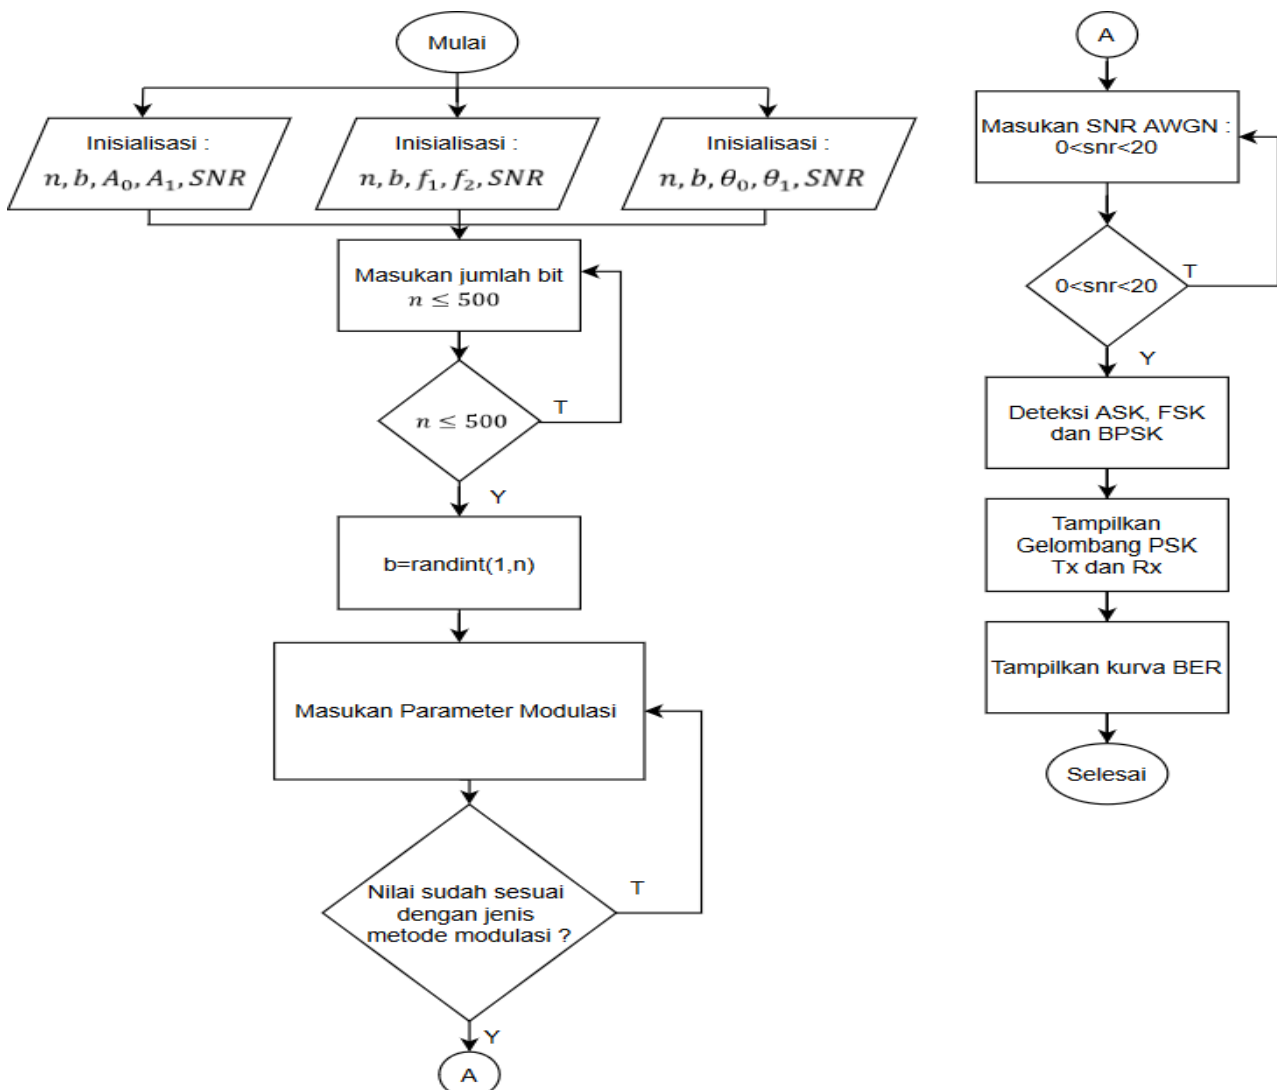 Mulai
Inisialisasi :
n, b, A₀, A₁, SNR
Inisialisasi :
n, b, f₁, f₂, SNR
Inisialisasi :
n, b, θ₀, θ₁, SNR
Masukan jumlah bit
n ≤ 500
n ≤ 500
T
Y
b=randint(1,n)
Masukan Parameter Modulasi
Nilai sudah sesuai
dengan jenis
metode modulasi ?
T
Y
A
A
Masukan SNR AWGN :
0<snr<20
0<snr<20
T
Y
Deteksi ASK, FSK
dan BPSK
Tampilkan
Gelombang PSK
Tx dan Rx
Tampilkan kurva BER
Selesai